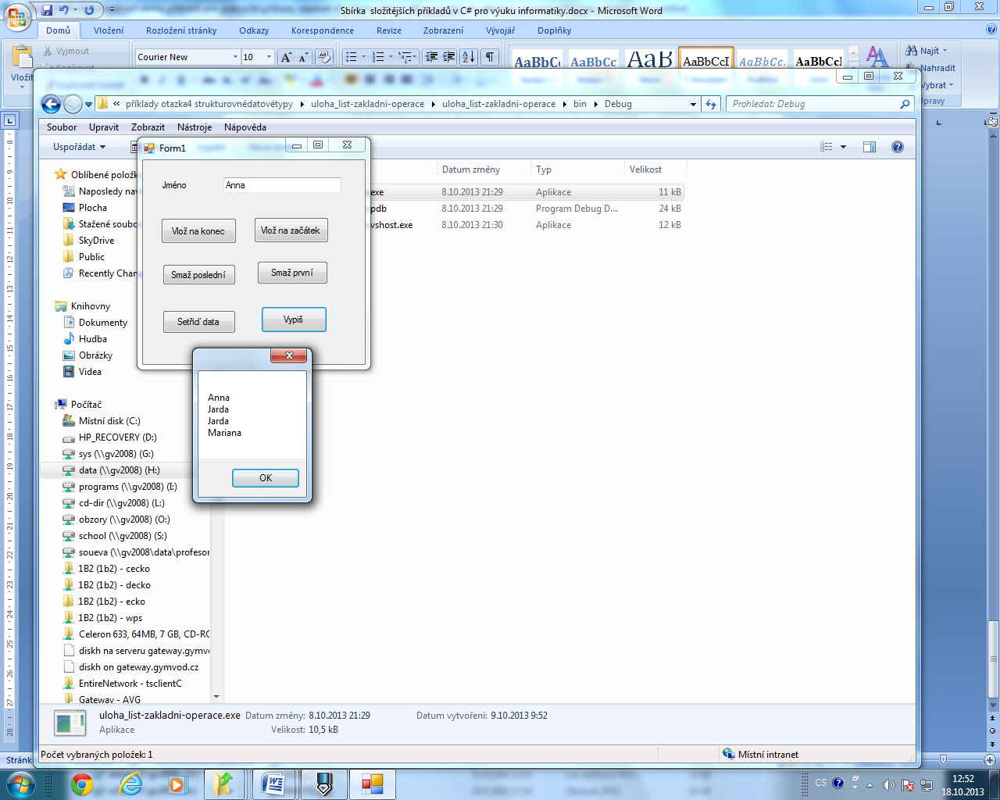 Sbírka  složitějších příkladů v C# pro výuku informatiky.docx - Microsoft Word
Domů Vložení Rozložení stránky Odkazy Korespondence Revize Zobrazení Vývojář Doplňky
Vyjmout
Courier New 10
AaBbCc AaBbCc AaB AaBbCcI AaBbCc. AaBbCcI
Najít
Nahradit
Vybrat
Vložit
« příklady otazka4 strukturovnédatovétypy uloha_list-zakladni-operace uloha_list-zakladni-operace bin Debug
Prohledat: Debug
Soubor Upravit Zobrazit Nástroje Nápověda
Uspořádat
Form1
Jméno Anna
Vlož na konec Vlož na začátek
Smaž poslední Smaž první
Setřiď data Vypiš
Anna
Jarda
Jarda
Mariana
OK
Datum změny Typ Velikost
exe 8.10.2013 21:29 Aplikace 11 kB
pdb 8.10.2013 21:29 Program Debug D... 24 kB
vshost.exe 8.10.2013 21:30 Aplikace 12 kB
Oblíbené položk
Naposledy nav
Plocha
Stažené soubo
SkyDrive
Public
Recently Chan
Knihovny
Dokumenty
Hudba
Obrázky
Videa
Počítač
Místní disk (C:)
HP_RECOVERY (D:)
sys (\\gv2008) (G:)
data (\\gv2008) (H:)
programs (\\gv2008) (I:)
cd-dir (\\gv2008) (L:)
obzory (\\gv2008) (O:)
school (\\gv2008) (S:)
soueva (\\gv2008\data\profesor
1B2 (1b2) - cecko
1B2 (1b2) - decko
1B2 (1b2) - ecko
1B2 (1b2) - wps
Celeron 633, 64MB, 7 GB, CD-RO
diskh na serveru gateway.gymvo
diskh on gateway.gymvod.cz
EntireNetwork - tsclientC
Gateway - AVG
uloha_list-zakladni-operace.exe Datum změny: 8.10.2013 21:29 Datum vytvoření: 9.10.2013 9:52
Aplikace Velikost: 10,5 kB
Počet vybraných položek: 1 Místní intranet
Stránk
CS
12:52
18.10.2013